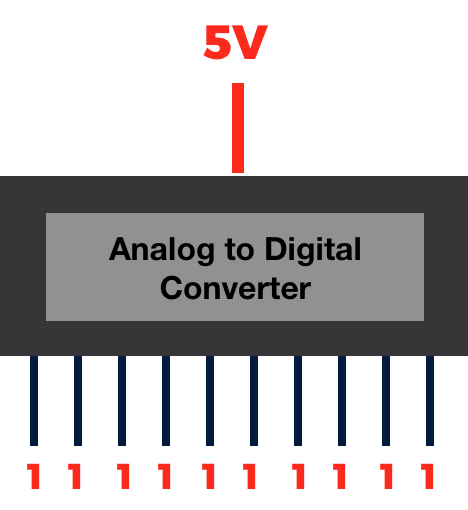 5V
Analog to Digital
Converter
1 1 1 1 1 1 1 1 1 1